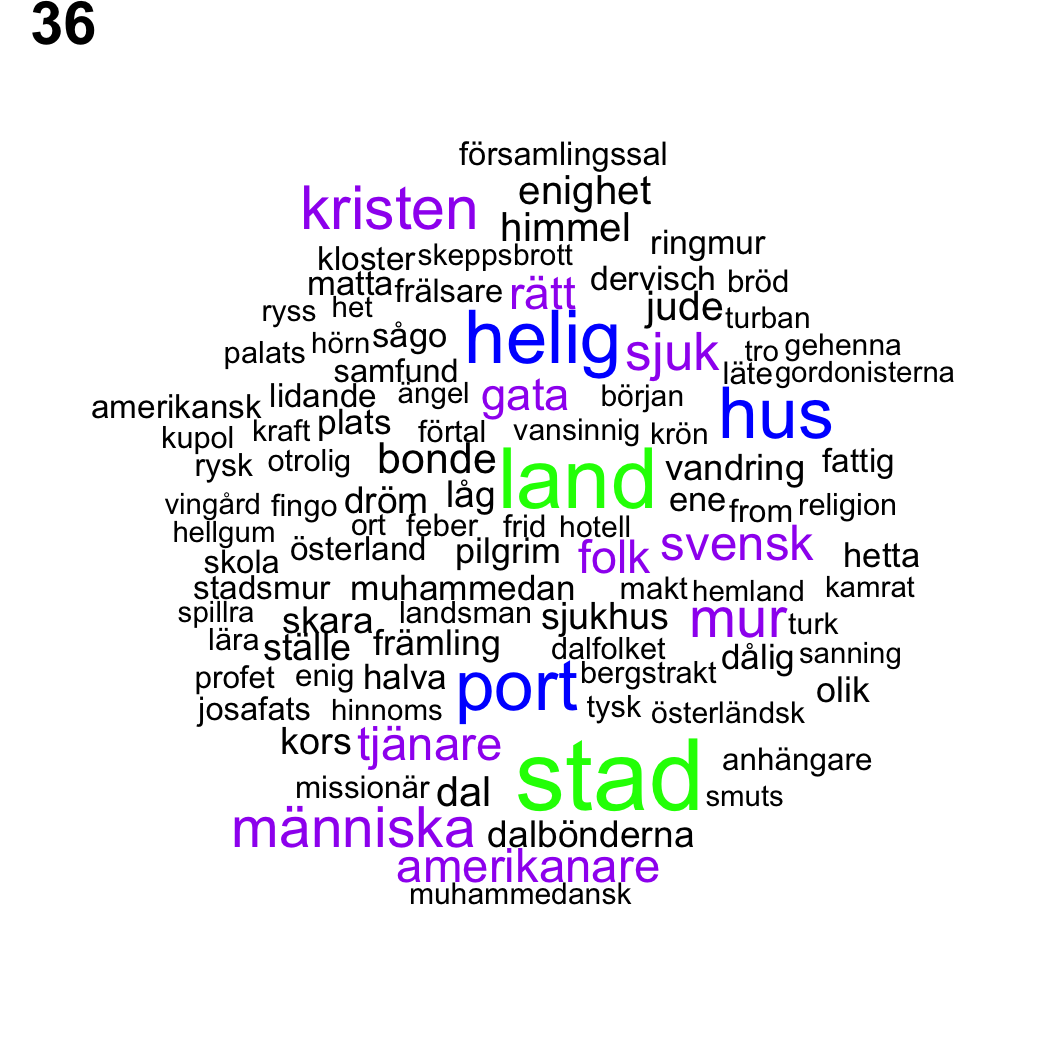 36
församlingssal
kristen enighet
himmel ringmur
kloster skeppsbrott
matta frälsare rätt dervisch bröd
ryss het jude turban
palats hörn sågo helig sjuk tro gehenna
samfund läte gordonisterna
amerikansk lidande ängel gata början hus
kupol kraft plats förtal vansinnig krön
rysk otrolig bonde land vandring fattig
vingård fingo dröm låg ene from religion
hellgum ort feber frid hotell
skola österland pilgrim folk svensk hetta
stadsmur muhammedan makt hemland kamrat
spillra skara landsman sjukhus mur turk
lära ställe främling dalfolket dålig sanning
profet enig halva port bergstrakt olik
josafats hinnoms tysk österländsk
kors tjänare stad anhängare
missionär dal smuts
människa dalbönderna
amerikanare
muhammedansk